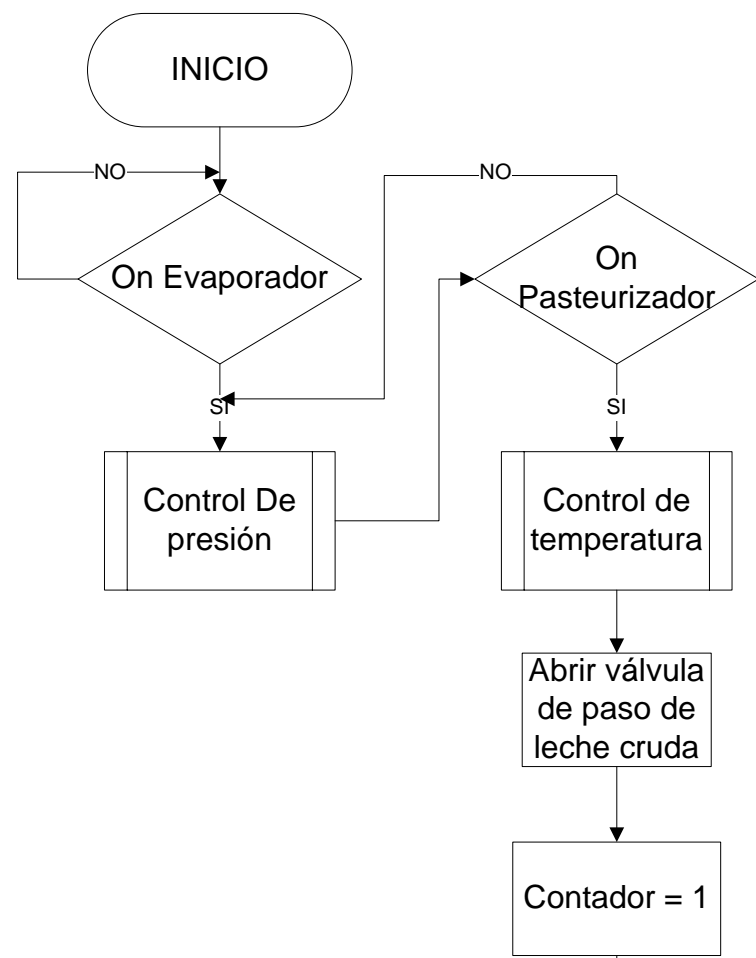 INICIO
NO
On Evaporador
SI
Control De
presión
NO
On
Pasteurizador
SI
Control de
temperatura
Abrir válvula
de paso de
leche cruda
Contador = 1